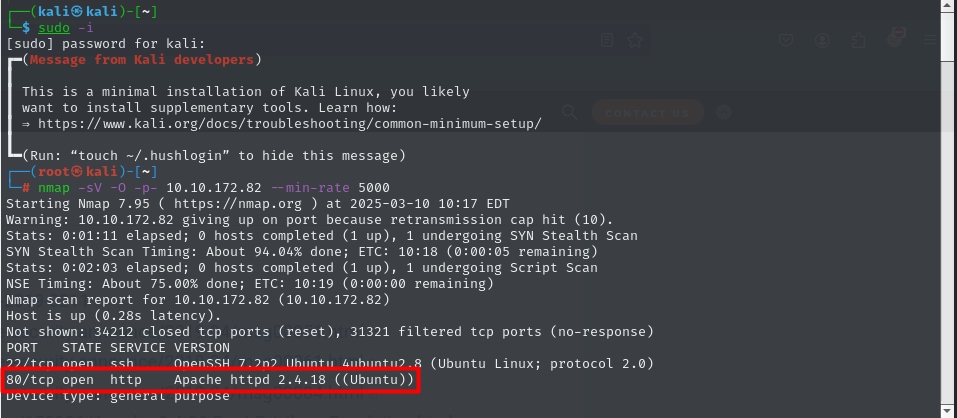 ┌──(kali㉿kali)-[~]
└─$ sudo -i
[sudo] password for kali:
┏━(Message from Kali developers)
┃
┃ This is a minimal installation of Kali Linux, you likely
┃ want to install supplementary tools. Learn how:
┃ ⇒ https://www.kali.org/docs/troubleshooting/common-minimum-setup/
┃
┗━(Run: “touch ~/.hushlogin” to hide this message)
┌──(root㉿kali)-[~]
└─# nmap -sV -O -p- 10.10.172.82 --min-rate 5000
Starting Nmap 7.95 ( https://nmap.org ) at 2025-03-10 10:17 EDT
Warning: 10.10.172.82 giving up on port because retransmission cap hit (10).
Stats: 0:01:11 elapsed; 0 hosts completed (1 up), 1 undergoing SYN Stealth Scan
SYN Stealth Scan Timing: About 94.04% done; ETC: 10:18 (0:00:05 remaining)
Stats: 0:02:03 elapsed; 0 hosts completed (1 up), 1 undergoing Script Scan
NSE Timing: About 75.00% done; ETC: 10:19 (0:00:00 remaining)
Nmap scan report for 10.10.172.82 (10.10.172.82)
Host is up (0.28s latency).
Not shown: 34212 closed tcp ports (reset), 31321 filtered tcp ports (no-response)
PORT   STATE SERVICE VERSION
22/tcp open  ssh     OpenSSH 7.2p2 Ubuntu 4ubuntu2.8 (Ubuntu Linux; protocol 2.0)
80/tcp open  http    Apache httpd 2.4.18 ((Ubuntu))
Device type: general purpose
CONTACT US